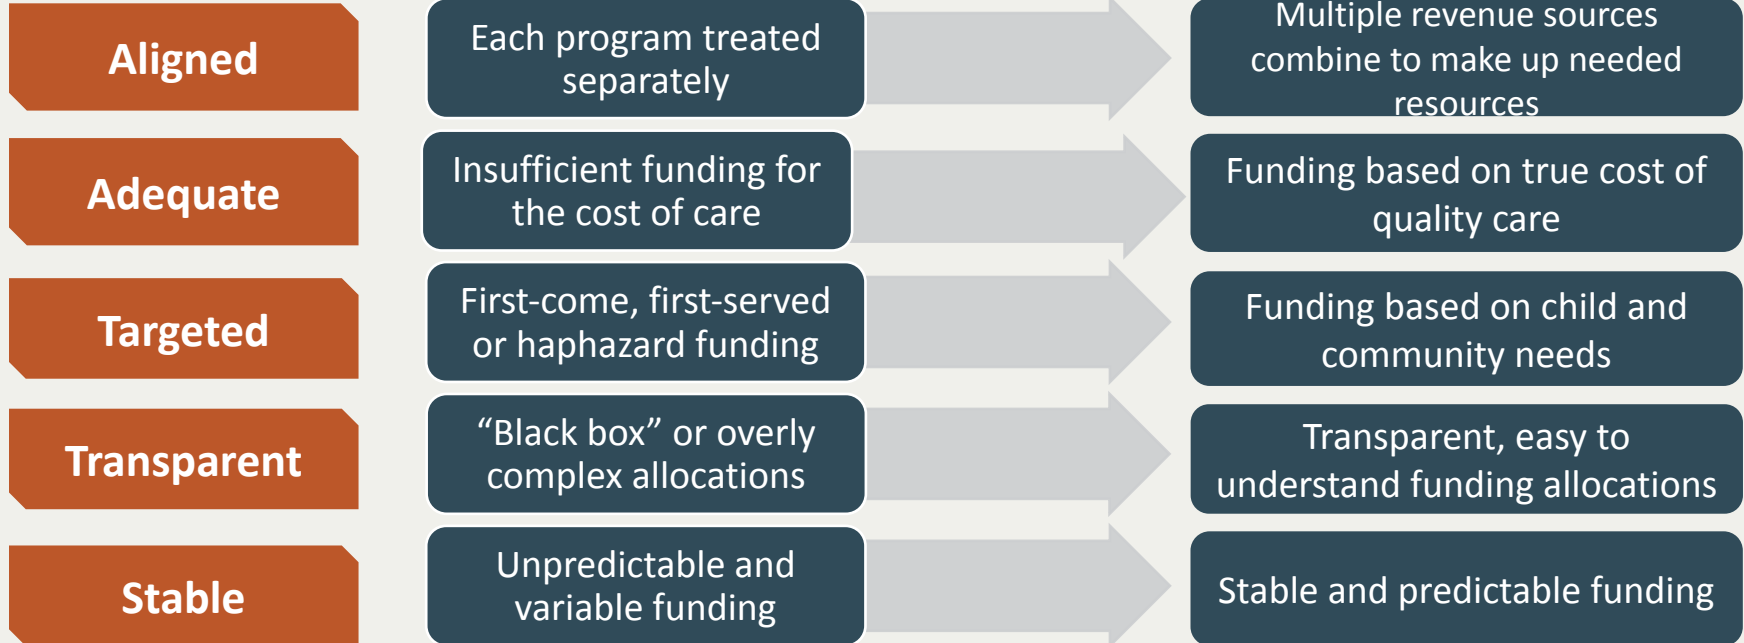 Aligned
Each program treated
separately
Multiple revenue sources
combine to make up needed
resources
Adequate
Insufficient funding for
the cost of care
Funding based on true cost of
quality care
Targeted
First-come, first-served
or haphazard funding
Funding based on child and
community needs
Transparent
“Black box” or overly
complex allocations
Transparent, easy to
understand funding allocations
Stable
Unpredictable and
variable funding
Stable and predictable funding